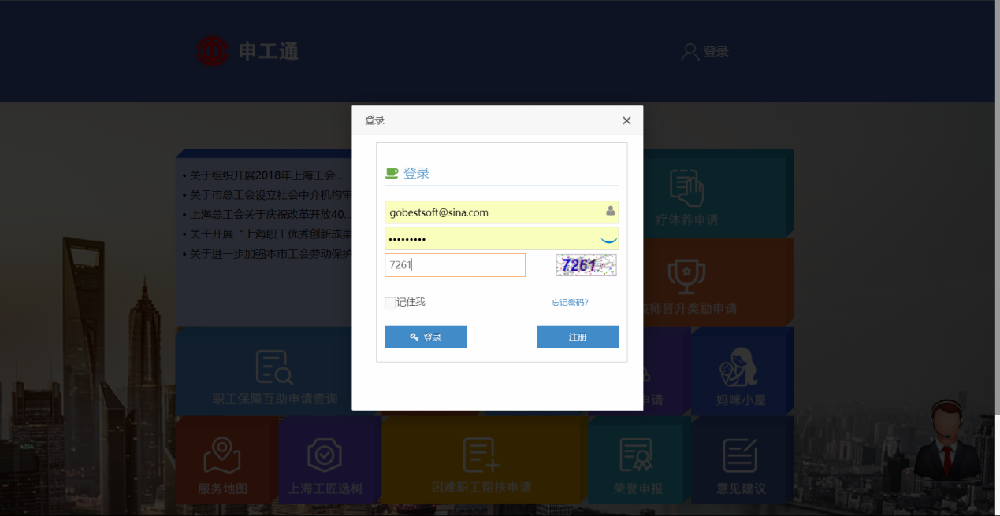 申工通
登录
登录
登录
gobestsoft@sina.com
•••••••••
7261
7261
记住我
忘记密码?
登录
注册
• 关于组织开展2018年上海工会...
• 关于市总工会设立社会中介机构审
• 上海总工会关于庆祝改革开放40...
• 关于开展“上海职工优秀创新成果
• 关于进一步加强本市工会劳动保护
疗休养申请
技师晋升奖励申请
职工保障互助申请查询
申请
妈咪小屋
服务地图
上海工匠选树
困难职工帮扶申请
荣誉申报
意见建议